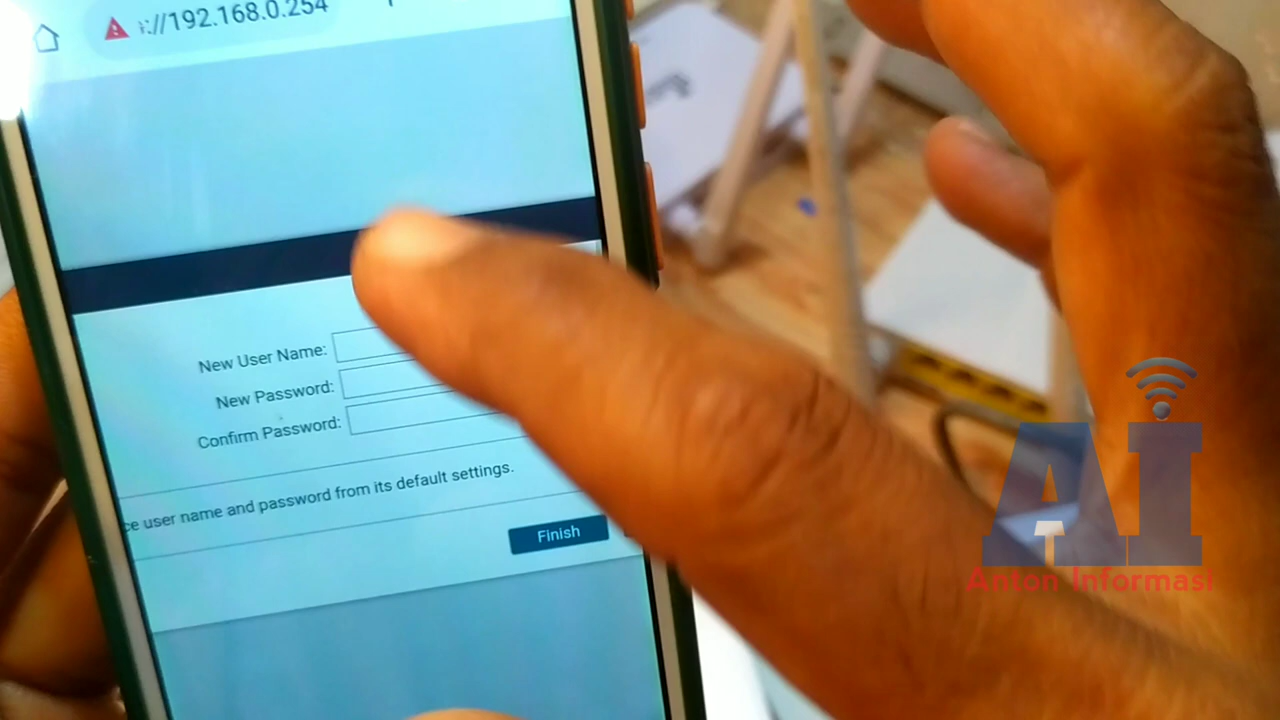 ://192.168.0.254
New User Name:
New Password:
Confirm Password:
user name and password from its default settings.
Finish
AI
Anton Informasi